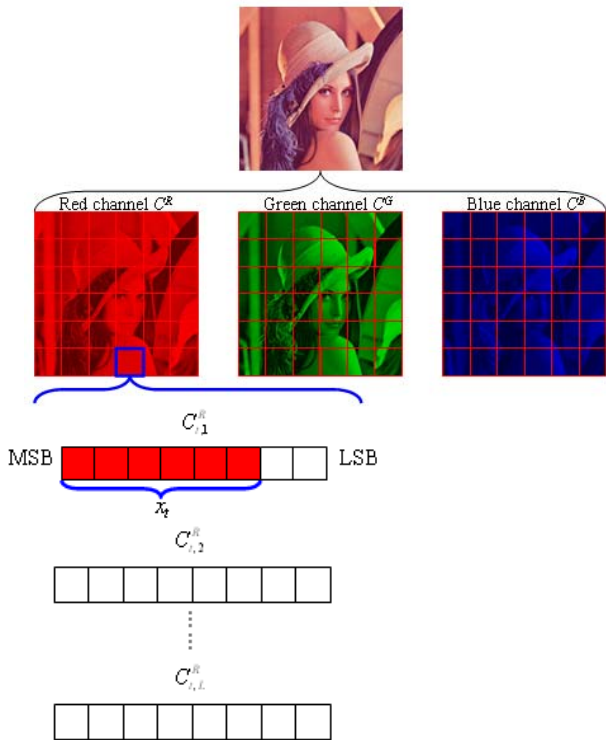 Red channel C^R
Green channel C^G
Blue channel C^B
C^R_{t,1}
MSB
LSB
x_t
C^R_{t,2}
C^R_{t,L}